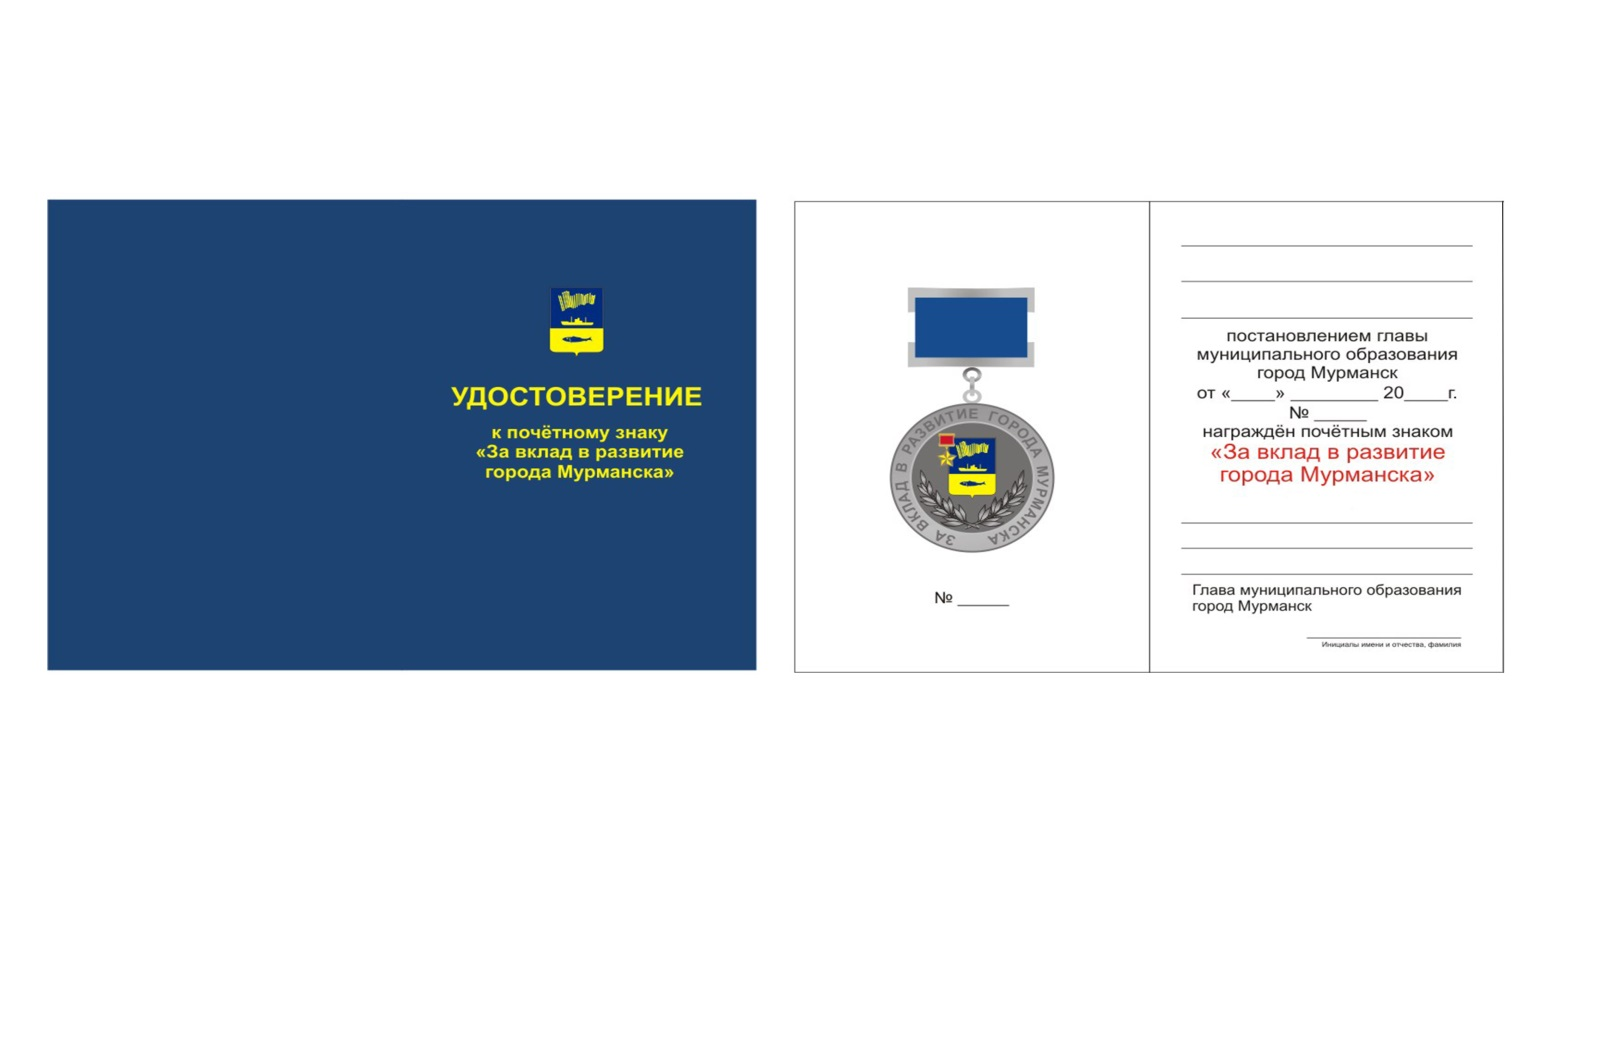 УДОСТОВЕРЕНИЕ
к почётному знаку
«За вклад в развитие
города Мурманска»
ЗА ВКЛАД В РАЗВИТИЕ ГОРОДА МУРМАНСКА
№ ______
постановлением главы
муниципального образования
город Мурманск
от «_____» __________ 20_____г.
№ ______
награждён почётным знаком
«За вклад в развитие
города Мурманска»
Глава муниципального образования
город Мурманск
Инициалы имени и отчества, фамилия